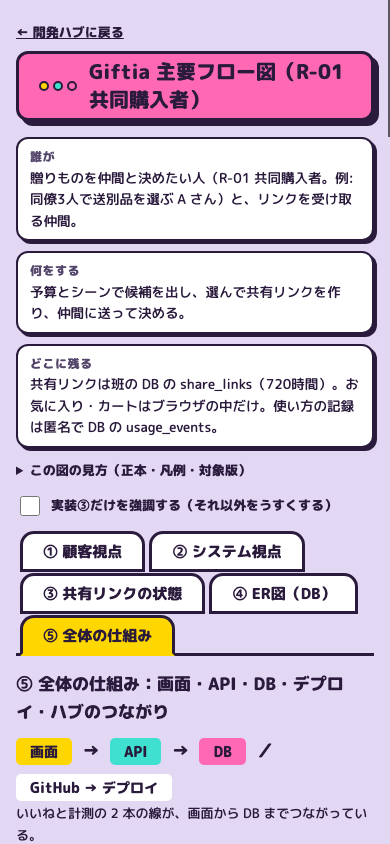 ← 開発ハブに戻る
Giftia 主要フロー図（R-01
共同購入者）
誰が
贈りものを仲間と決めたい人（R-01 共同購入者。例:
同僚3人で送別品を選ぶ A さん）と、リンクを受け取
る仲間。
何をする
予算とシーンで候補を出し、選んで共有リンクを作
り、仲間に送って決める。
どこに残る
共有リンクは班の DB の share_links（720時間）。お
気に入り・カートはブラウザの中だけ。使い方の記録
は匿名で DB の usage_events。
▶ この図の見方（正本・凡例・対象版）
実装③だけを強調する（それ以外をうすくする）
① 顧客視点
② システム視点
③ 共有リンクの状態
④ ER図（DB）
⑤ 全体の仕組み
⑤ 全体の仕組み：画面・API・DB・デプロ
イ・ハブのつながり
画面 → API → DB ／
GitHub → デプロイ
いいねと計測の 2 本の線が、画面から DB までつながってい
る。